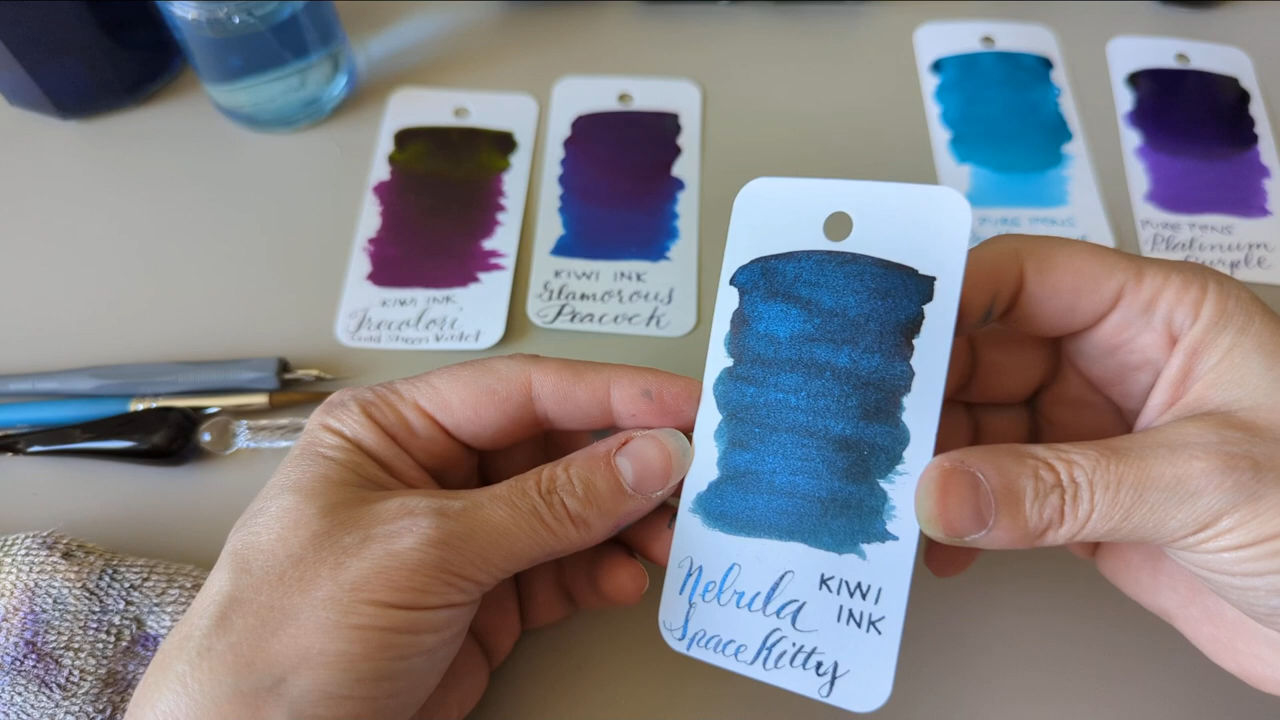 KIWI INK
Trecolori
Gold Sheen Violet
KIWI INK
Glamorous
Peacock
PURE PENS
PURE PENS
Platinum
Purple
Nebula
Space Kitty
KIWI
INK